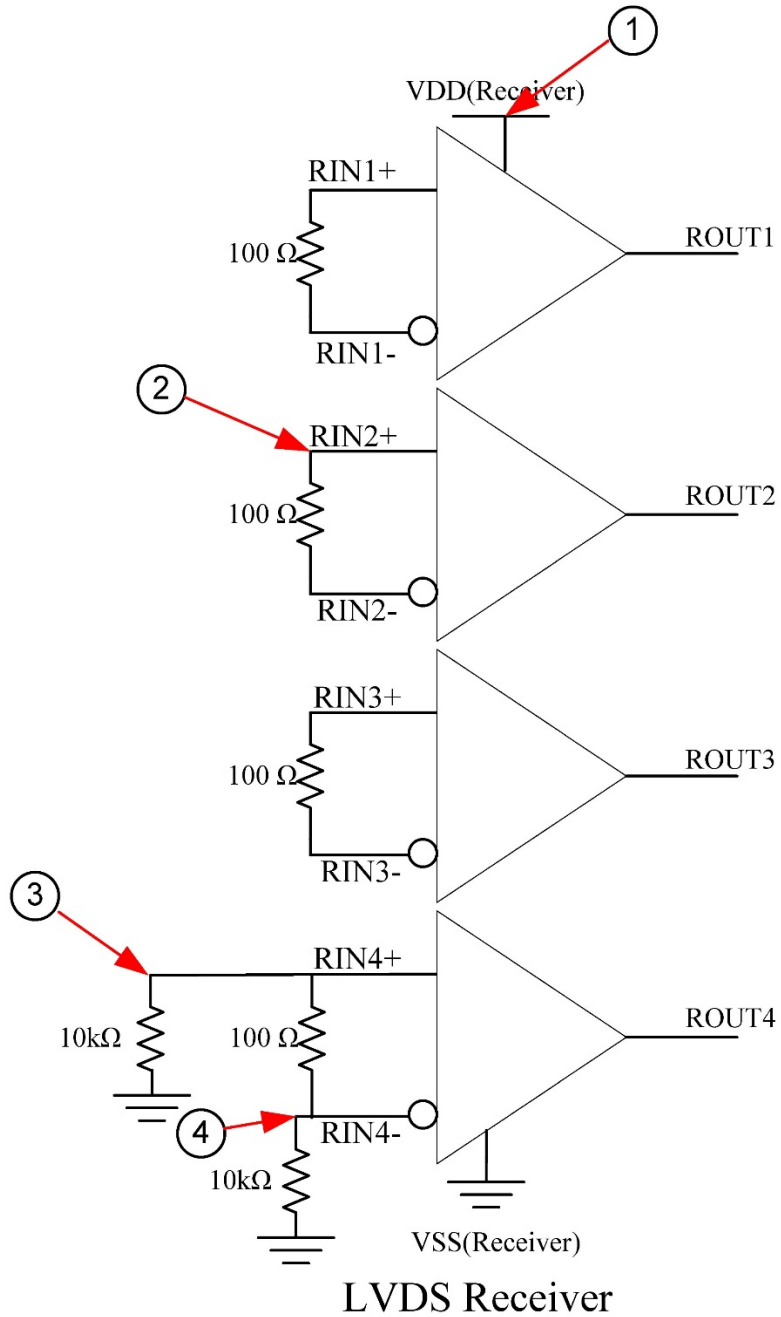 1
VDD(Receiver)
RIN1+
100 Ω
ROUT1
RIN1-
2
RIN2+
100 Ω
ROUT2
RIN2-
RIN3+
100 Ω
ROUT3
RIN3-
3
RIN4+
10kΩ
100 Ω
ROUT4
4
RIN4-
10kΩ
VSS(Receiver)
LVDS Receiver